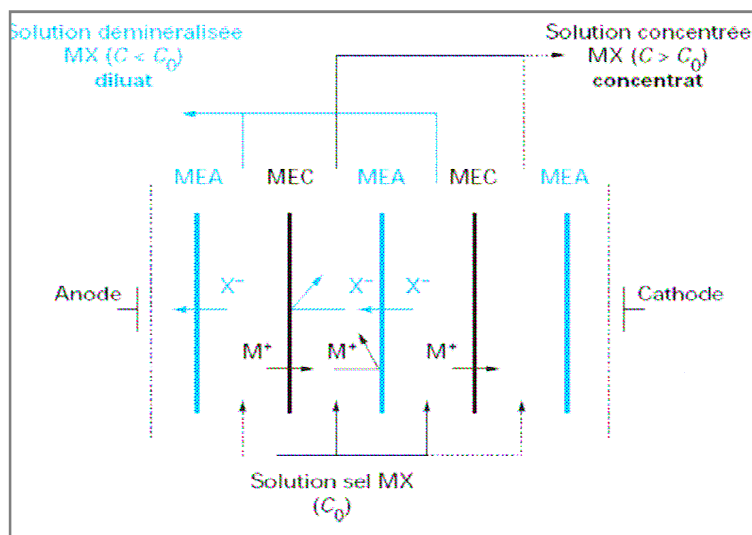 Solution déminéralisée
MX (C < C₀)
diluat
Solution concentrée
MX (C > C₀)
concentrat
MEA MEC MEA MEC MEA
X⁻ X⁻ X⁻
Anode
Cathode
M⁺ M⁺ M⁺
Solution sel MX
(C₀)